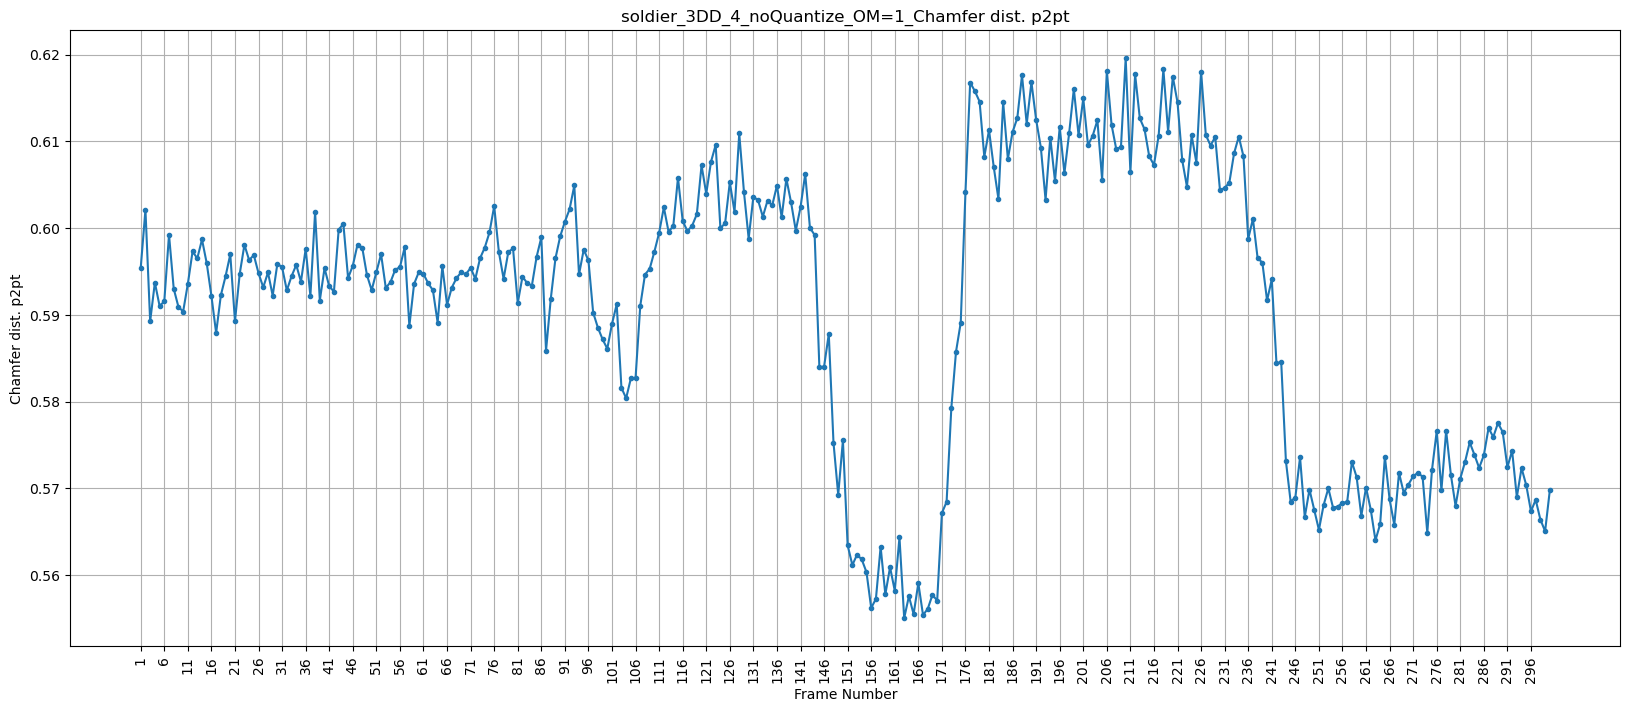 soldier_3DD_4_noQuantize_OM=1_Chamfer dist. p2pt
Chamfer dist. p2pt
0.62
0.61
0.60
0.59
0.58
0.57
0.56
1 6 11 16 21 26 31 36 41 46 51 56 61 66 71 76 81 86 91 96 101 106 111 116 121 126 131 136 141 146 151 156 161 166 171 176 181 186 191 196 201 206 211 216 221 226 231 236 241 246 251 256 261 266 271 276 281 286 291 296
Frame Number